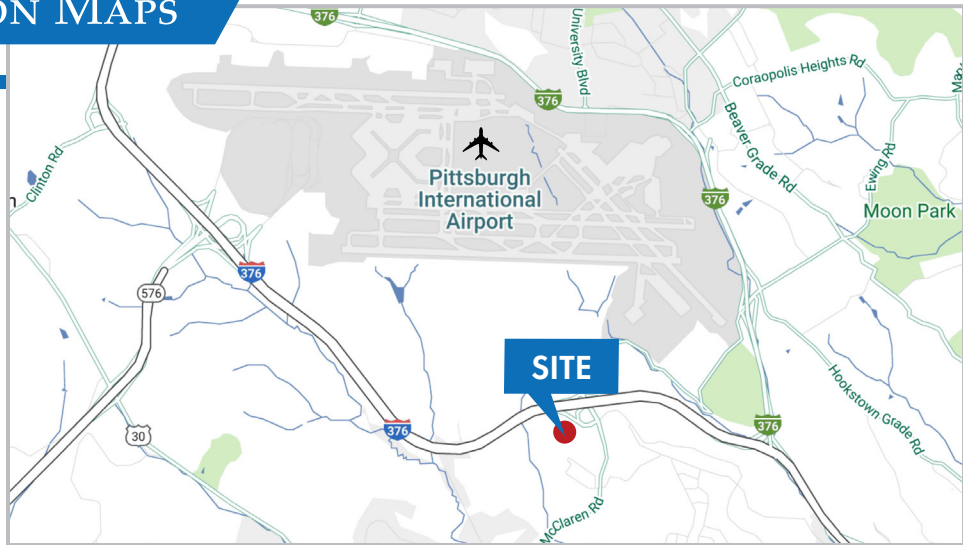 ON MAPS
376
University Blvd
Coraopolis Heights Rd
376
Beaver Grade Rd
Clinton Rd
Ewing Rd
Pittsburgh
International
Airport
376
Moon Park
376
576
SITE
Hookstown Grade Rd
376
376
30
McClaren Rd